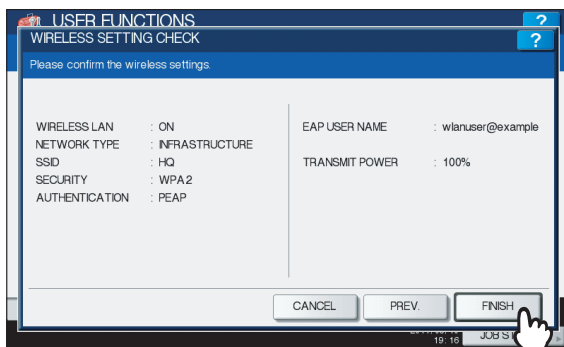 USER FUNCTIONS
?
WIRELESS SETTING CHECK
?
Please confirm the wireless settings.
WIRELESS LAN : ON
NETWORK TYPE : INFRASTRUCTURE
SSID : HQ
SECURITY : WPA2
AUTHENTICATION : PEAP
EAP USER NAME : wlanuser@example
TRANSMIT POWER : 100%
CANCEL
PREV.
FINISH
19:16
JOB S